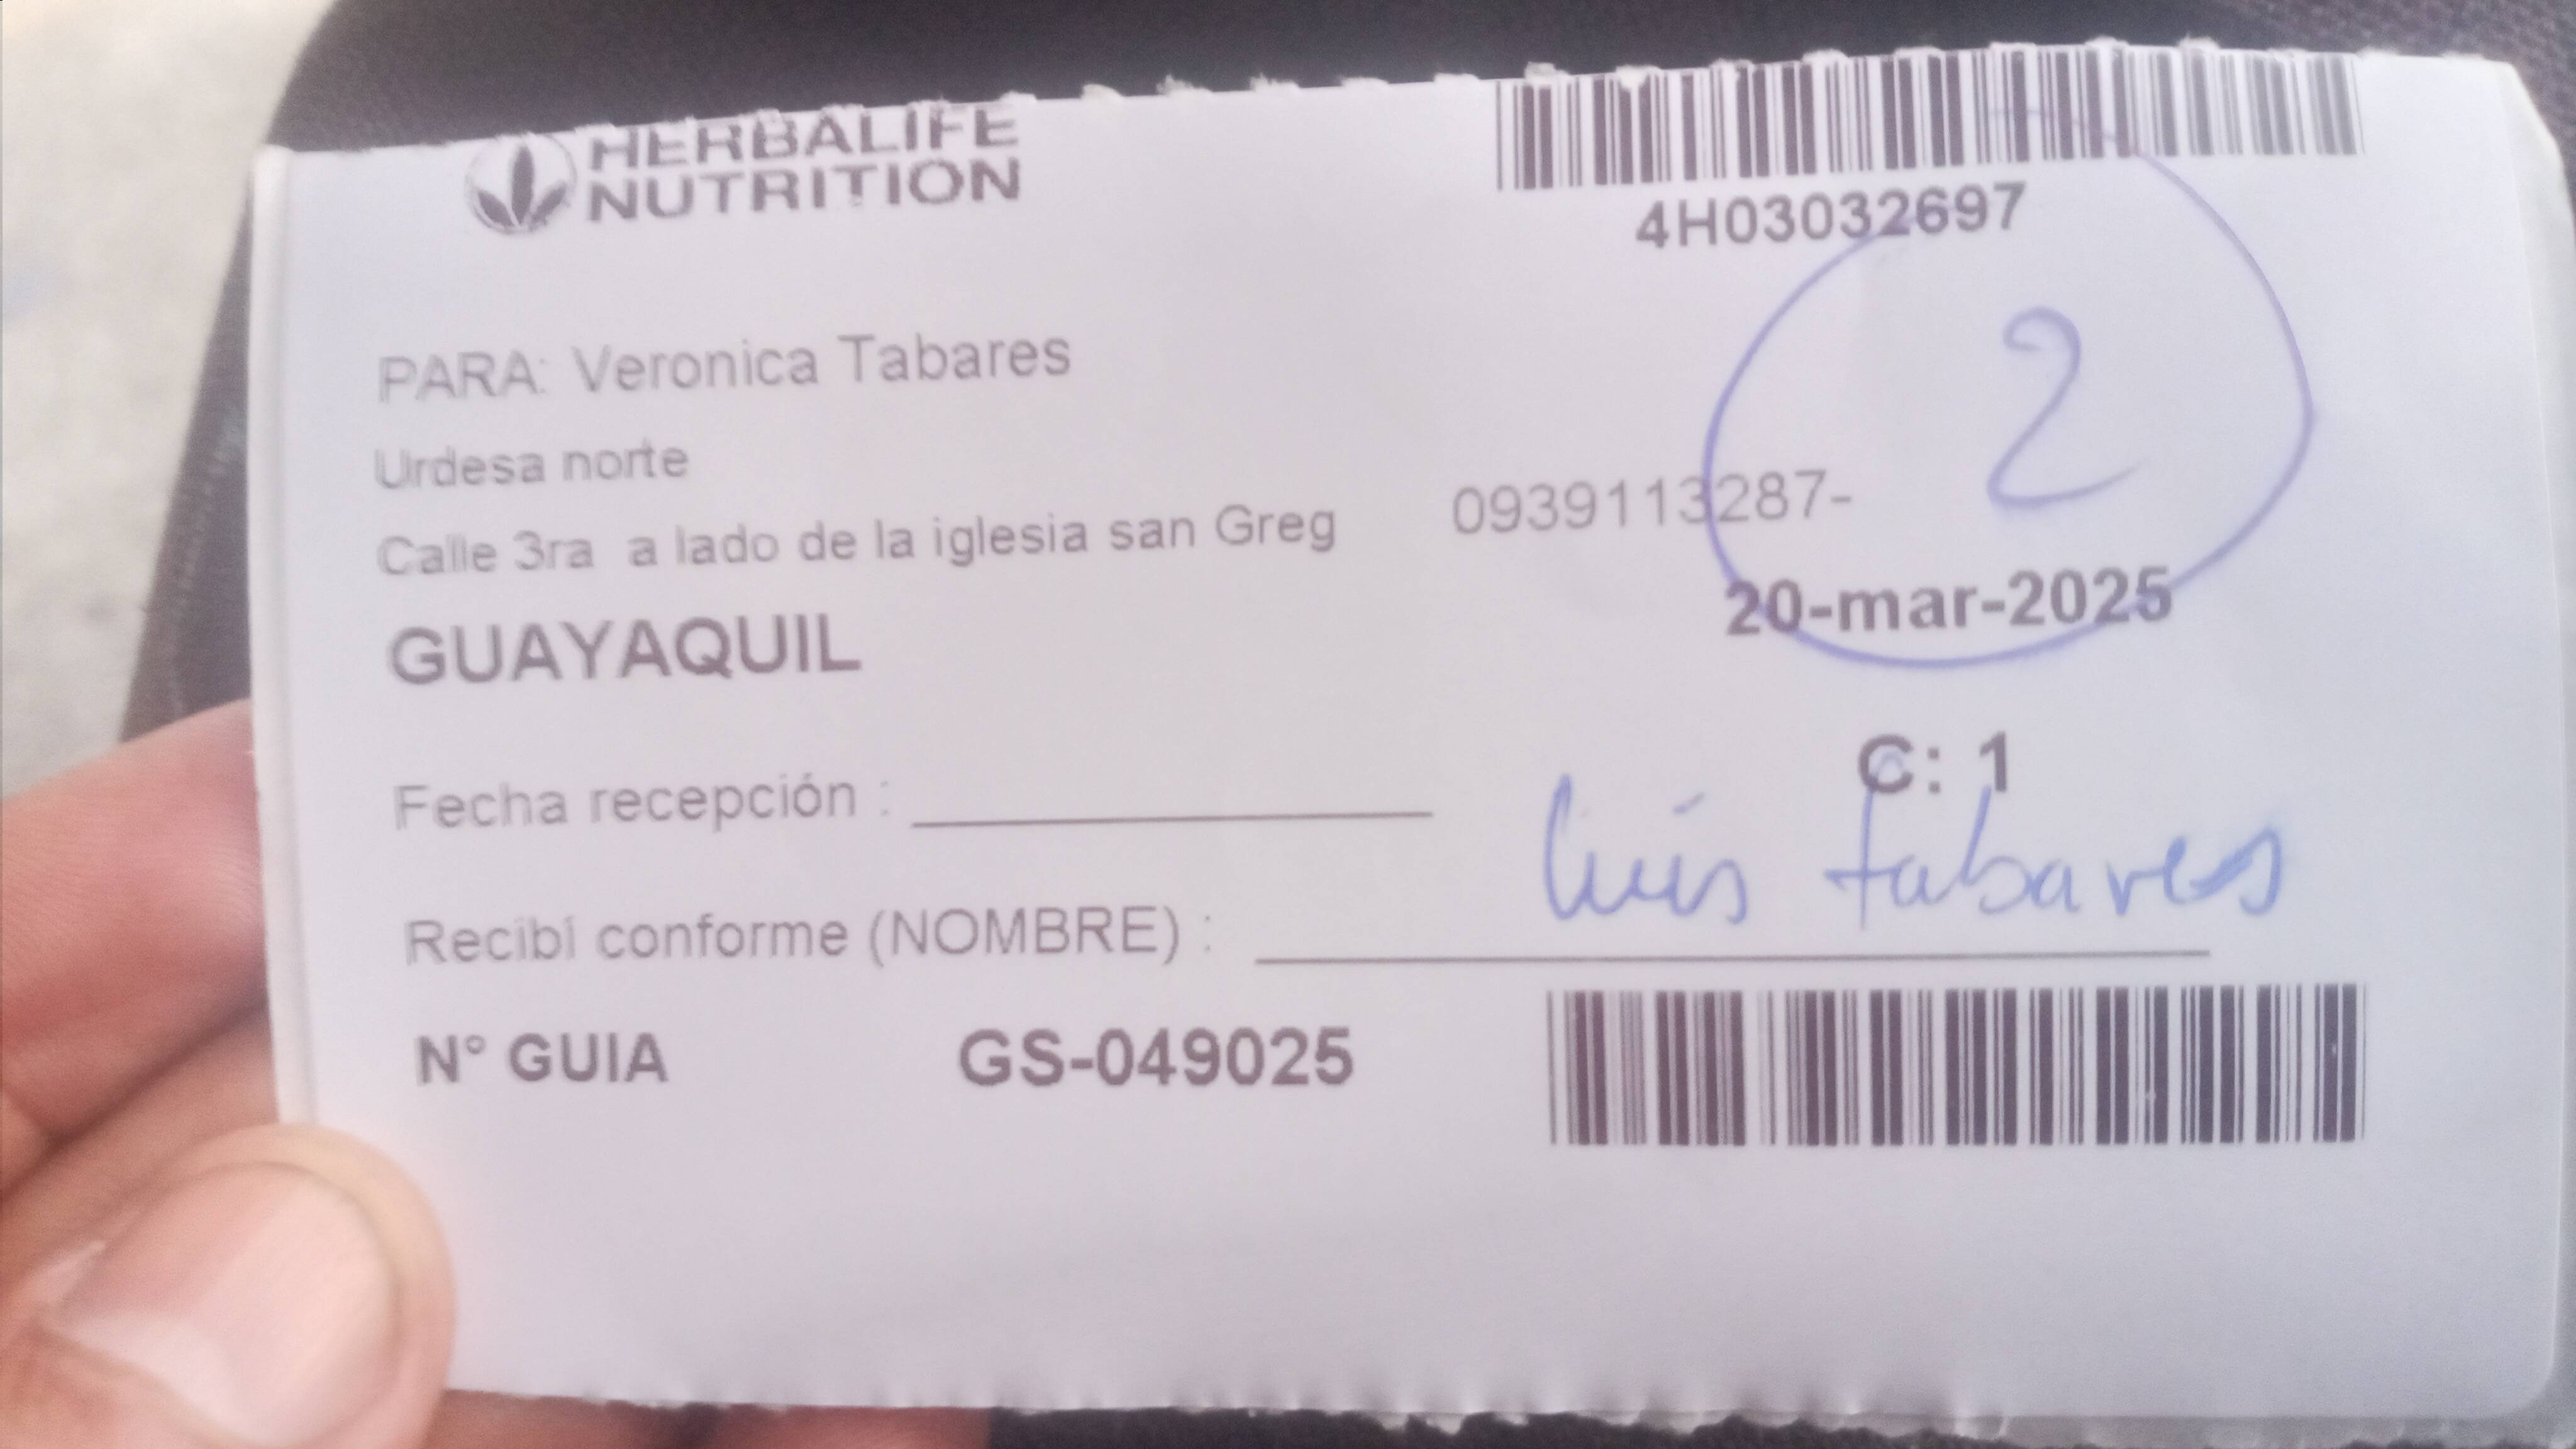 HERBALIFE
NUTRITION
4H03032697
PARA: Veronica Tabares
2
Urdesa norte
Calle 3ra a lado de la iglesia san Greg 0939113287-
GUAYAQUIL 20-mar-2025
C: 1
Fecha recepción :
Recibí conforme (NOMBRE) : luis tabares
N° GUIA GS-049025